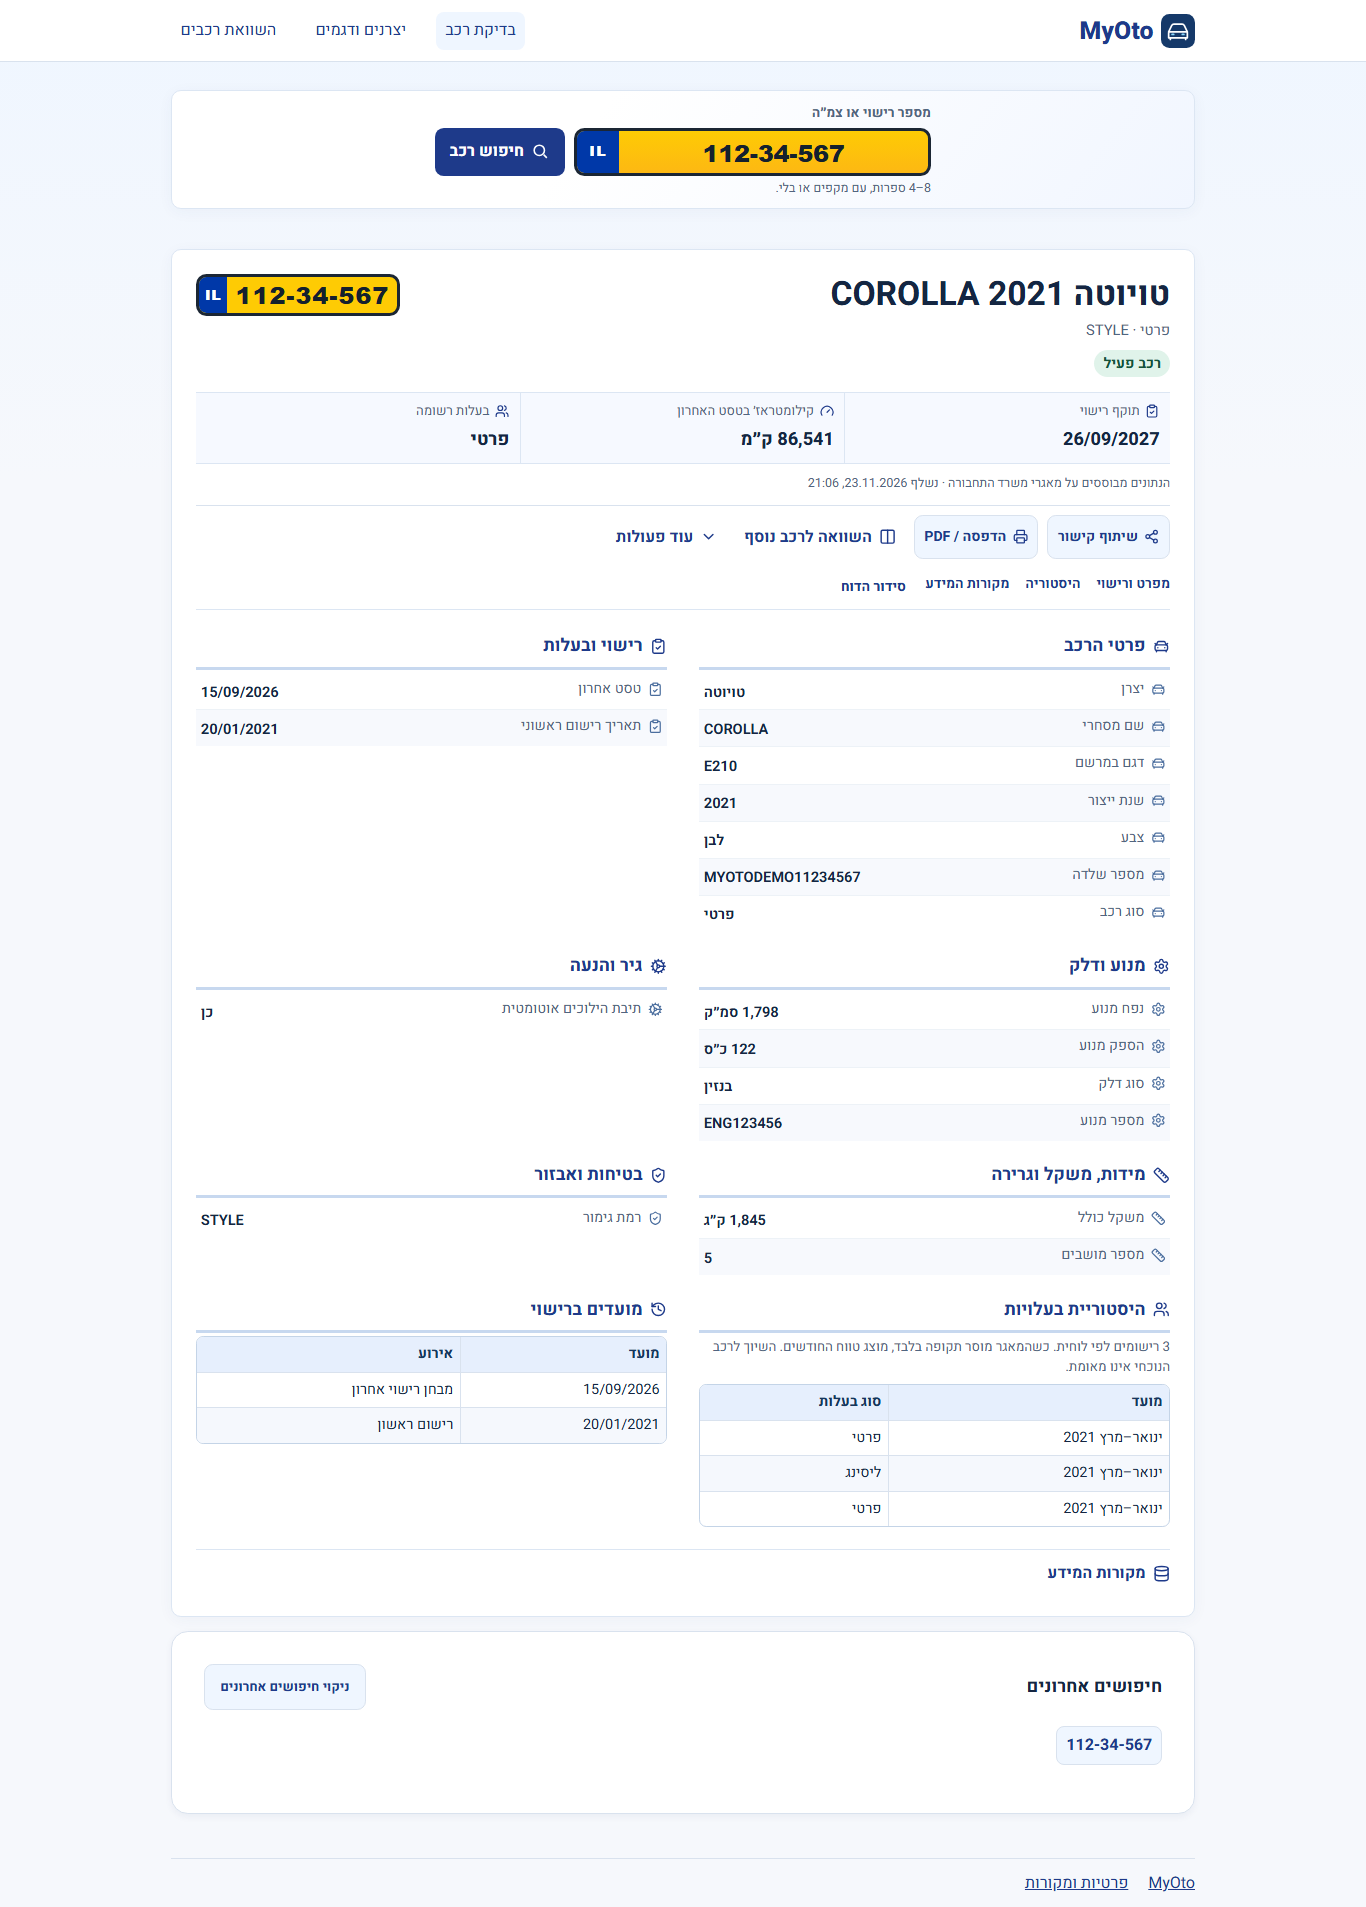 MyOto
בדיקת רכב
יצרנים ודגמים
השוואת רכבים
מספר רישוי או צמ״ה
112-34-567
IL
חיפוש רכב
4–8 ספרות, עם מקפים או בלי.
טויוטה COROLLA 2021
112-34-567
IL
פרטי · STYLE
רכב פעיל
תוקף רישוי
26/09/2027
קילומטראז' בטסט האחרון
86,541 ק״מ
בעלות רשומה
פרטי
הנתונים מבוססים על מאגרי משרד התחבורה · נשלף 23.11.2026, 21:06
שיתוף קישור
הדפסה / PDF
השוואה לרכב נוסף
עוד פעולות
מפרט ורישוי
היסטוריה
מקורות המידע
סידור הדוח
פרטי הרכב
יצרן טויוטה
שם מסחרי COROLLA
דגם במרשם E210
שנת ייצור 2021
צבע לבן
מספר שלדה MYOTODEMO11234567
סוג רכב פרטי
רישוי ובעלות
טסט אחרון 15/09/2026
תאריך רישום ראשוני 20/01/2021
מנוע ודלק
נפח מנוע 1,798 סמ״ק
הספק מנוע 122 כ״ס
סוג דלק בנזין
מספר מנוע ENG123456
גיר והנעה
תיבת הילוכים אוטומטית כן
מידות, משקל וגרירה
משקל כולל 1,845 ק״ג
מספר מושבים 5
בטיחות ואבזור
רמת גימור STYLE
היסטוריית בעלויות
3 רישומים לפי לוחית. כשהמאגר מוסר תקופה בלבד, מוצג טווח החודשים. השיוך לרכב
הנוכחי אינו מאומת.
מועד סוג בעלות
ינואר–מרץ 2021 פרטי
ינואר–מרץ 2021 ליסינג
ינואר–מרץ 2021 פרטי
מועדים ברישוי
מועד אירוע
15/09/2026 מבחן רישוי אחרון
20/01/2021 רישום ראשון
מקורות המידע
חיפושים אחרונים
ניקוי חיפושים אחרונים
112-34-567
MyOto
פרטיות ומקורות